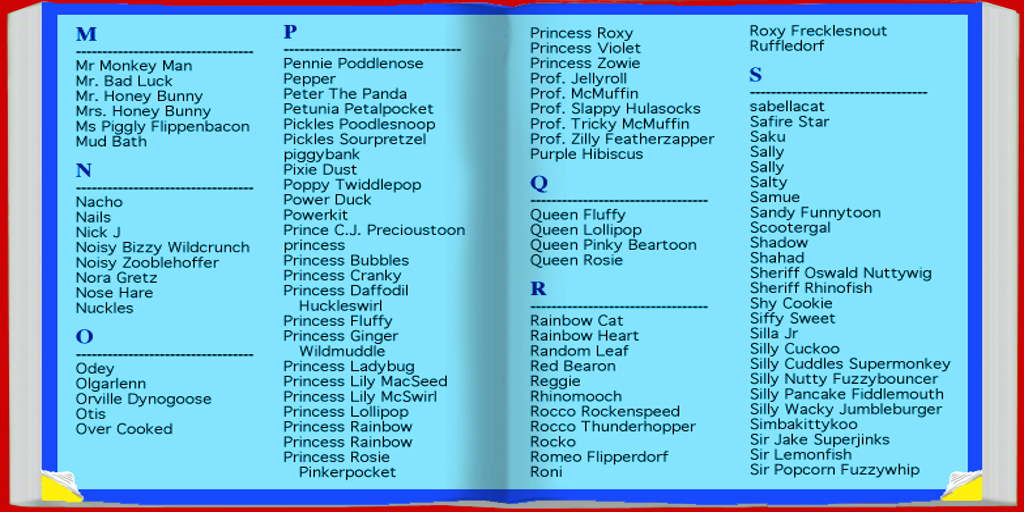 M
Mr Monkey Man
Mr. Bad Luck
Mr. Honey Bunny
Mrs. Honey Bunny
Ms Piggly Flippenbacon
Mud Bath
N
Nacho
Nails
Nick J
Noisy Bizzy Wildcrunch
Noisy Zooblehoffer
Nora Gretz
Nose Hare
Nuckles
O
Odey
Olgarlenn
Orville Dynogoose
Otis
Over Cooked
P
Pennie Poddlenose
Pepper
Peter The Panda
Petunia Petalpocket
Pickles Poodlesnoop
Pickles Sourpretzel
piggybank
Pixie Dust
Poppy Twiddlepop
Power Duck
Powerkit
Prince C.J. Precioustoon
princess
Princess Bubbles
Princess Cranky
Princess Daffodil
Huckleswirl
Princess Fluffy
Princess Ginger
Wildmuddle
Princess Ladybug
Princess Lily MacSeed
Princess Lily McSwirl
Princess Lollipop
Princess Rainbow
Princess Rainbow
Princess Rosie
Pinkerpocket
Princess Roxy
Princess Violet
Princess Zowie
Prof. Jellyroll
Prof. McMuffin
Prof. Slappy Hulasocks
Prof. Tricky McMuffin
Prof. Zilly Featherzapper
Purple Hibiscus
Q
Queen Fluffy
Queen Lollipop
Queen Pinky Beartoon
Queen Rosie
R
Rainbow Cat
Rainbow Heart
Random Leaf
Red Bearon
Reggie
Rhinomooch
Rocco Rockenspeed
Rocco Thunderhopper
Rocko
Romeo Flipperdorf
Roni
Roxy Frecklesnout
Ruffledorf
S
sabellacat
Safire Star
Saku
Sally
Sally
Salty
Samue
Sandy Funnytoon
Scootergal
Shadow
Shahad
Sheriff Oswald Nuttywig
Sheriff Rhinofish
Shy Cookie
Siffy Sweet
Silla Jr
Silly Cuckoo
Silly Cuddles Supermonkey
Silly Nutty Fuzzybouncer
Silly Pancake Fiddlemouth
Silly Wacky Jumbleburger
Simbakittykoo
Sir Jake Superjinks
Sir Lemonfish
Sir Popcorn Fuzzywhip